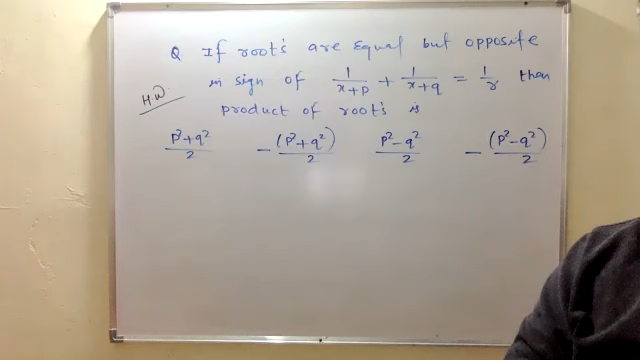 Q If root's are equal but opposite
in sign of 1/(x+p) + 1/(x+q) = 1/r than
H.W.
product of root's is
(p²+q²)/2 -(p²+q²)/2 (p²-q²)/2 -(p²-q²)/2